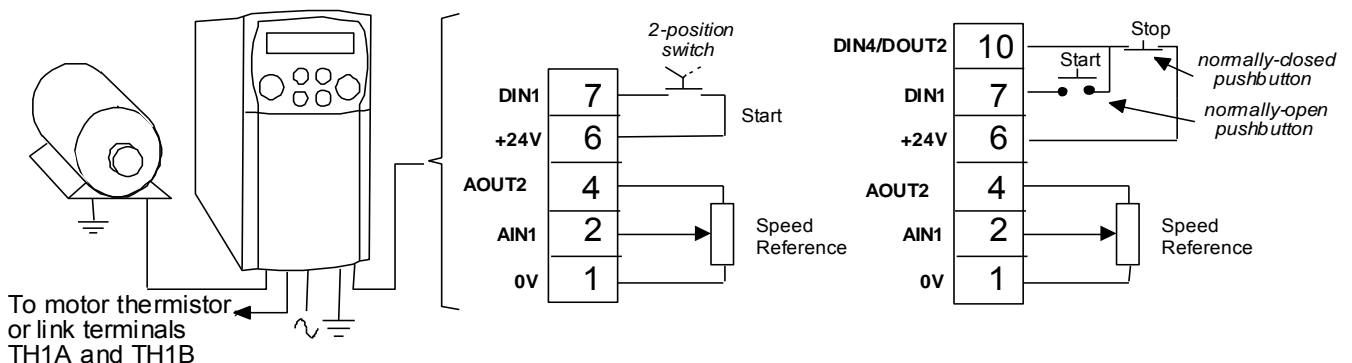 To motor thermistor
or link terminals
TH1A and TH1B
2-position
switch
DIN1 7
Start
+24V 6
AOUT2 4
AIN1 2
Speed
Reference
0V 1
DIN4/DOUT2 10
Stop
normally-closed
pushbutton
Start
DIN1 7
normally-open
pushbutton
+24V 6
AOUT2 4
AIN1 2
Speed
Reference
0V 1